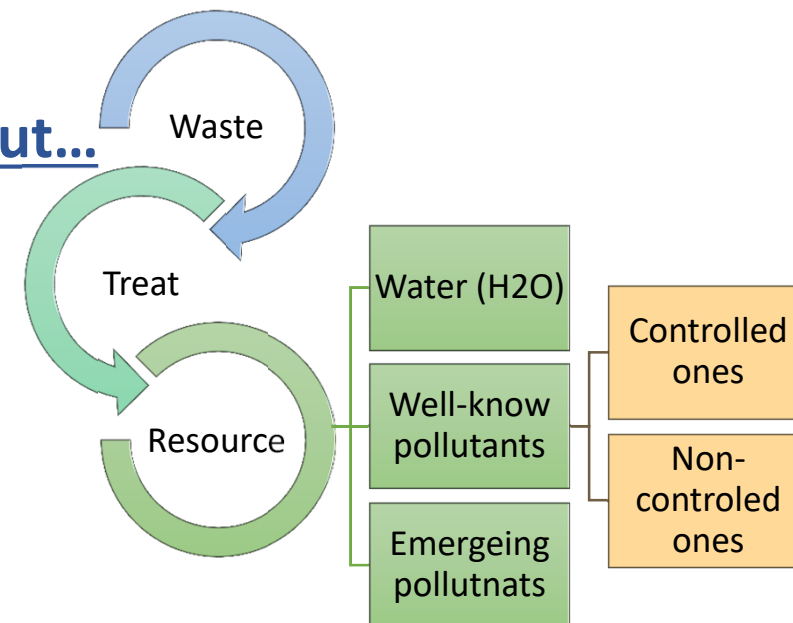 ut...
Waste
Treat
Resource
Water (H2O)
Well-know
pollutants
Emergeing
pollutnats
Controlled
ones
Non-
controled
ones